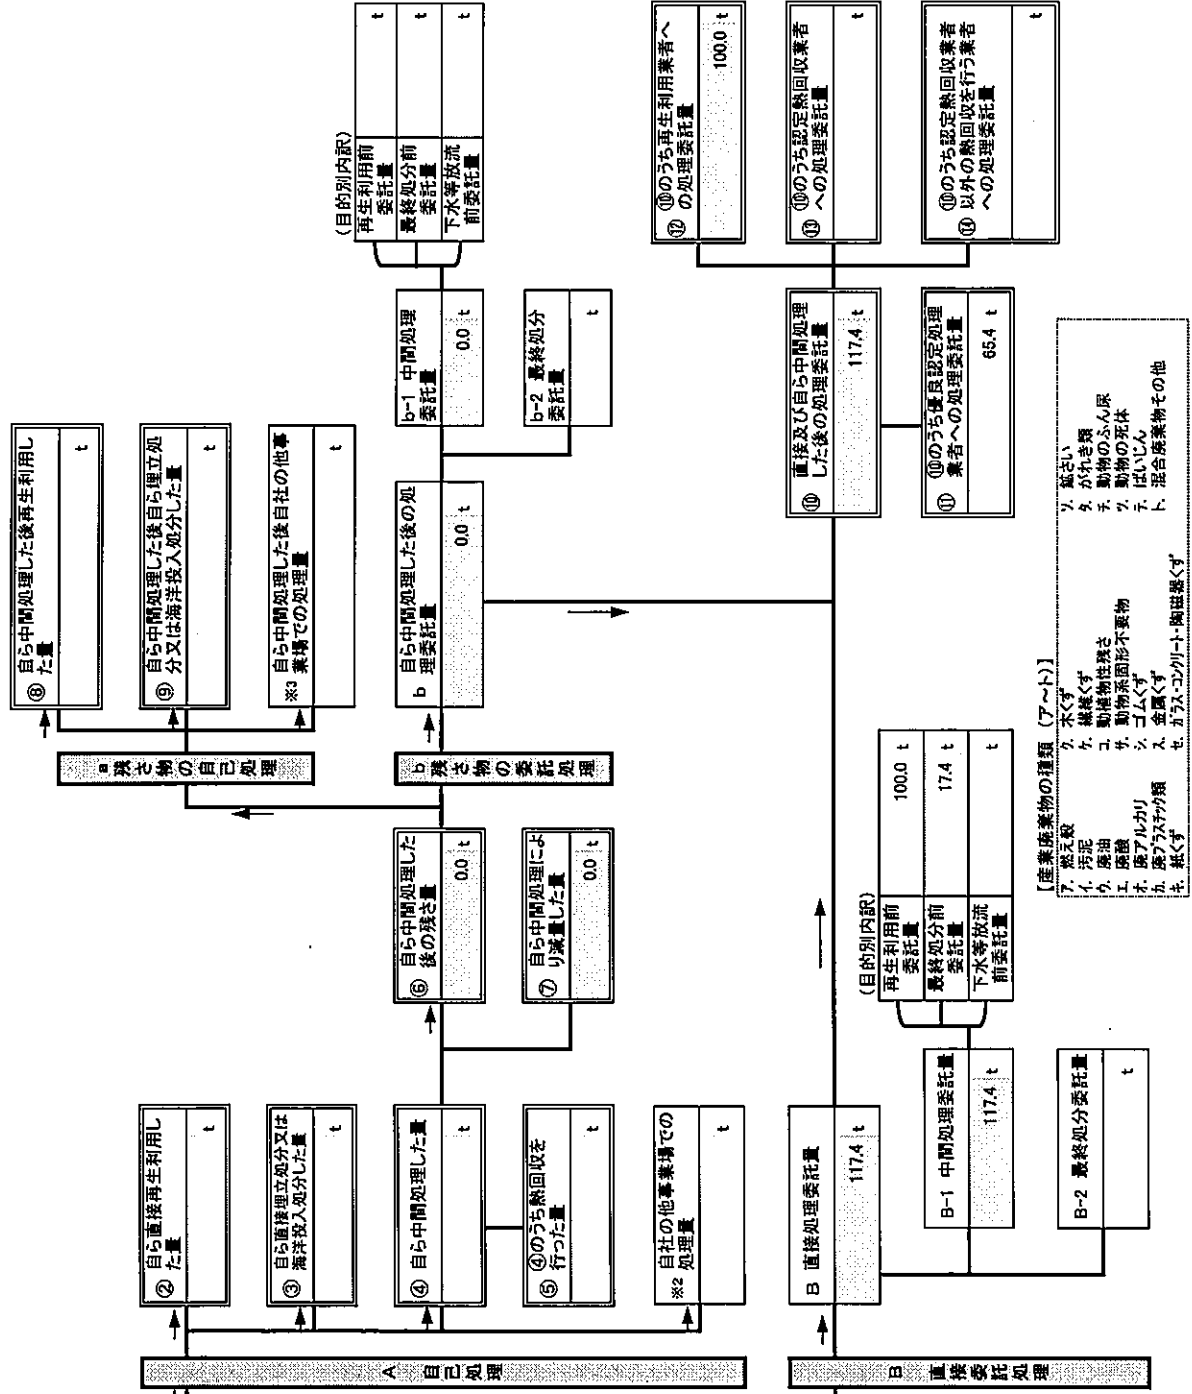 A 自己処理
② 自ら直接再生利用し
た量
t
③ 自ら直接埋立処分又は
海洋投入処分した量
t
④ 自ら中間処理した量
t
⑤ ④のうち熱回収を
行った量
t
※2 自社の他事業場での
処理量
t
⑥ 自ら中間処理した
後の残さ量
0.0 t
⑦ 自ら中間処理によ
り減量した量
0.0 t
a 残さ物の自己処理
⑧ 自ら中間処理した後再生利用し
た量
t
⑨ 自ら中間処理した後自ら埋立処
分又は海洋投入処分した量
t
※3 自ら中間処理した後自社の他事
業場での処理量
t
b 残さ物の委託処理
b 自ら中間処理した後の処
理委託量
0.0 t
b-1 中間処理
委託量
0.0 t
b-2 最終処分
委託量
t
(目的別内訳)
再生利用前
委託量
t
最終処分前
委託量
t
下水等放流
前委託量
t
B 直接委託処理
B 直接処理委託量
117.4 t
B-1 中間処理委託量
117.4 t
B-2 最終処分委託量
t
(目的別内訳)
再生利用前
委託量
100.0 t
最終処分前
委託量
17.4 t
下水等放流
前委託量
t
⑩ 直接及び自ら中間処理
した後の処理委託量
117.4 t
⑪ ⑩のうち優良認定処理
業者への処理委託量
65.4 t
⑫ ⑩のうち再生利用業者へ
の処理委託量
100.0 t
⑬ ⑩のうち認定熱回収業者
への処理委託量
t
⑭ ⑩のうち認定熱回収業者
以外の熱回収を行う業者
への処理委託量
t
【産業廃棄物の種類 (ア～ト)】
ア. 燃え殻
イ. 汚泥
ウ. 廃油
エ. 廃酸
オ. 廃アルカリ
カ. 廃プラスチック類
キ. 紙くず
ク. 木くず
ケ. 繊維くず
コ. 動植物性残さ
サ. 動物系固形不要物
シ. ゴムくず
ス. 金属くず
セ. ガラス・コンクリート・陶磁器くず
ソ. 鉱さい
タ. がれき類
チ. 動物のふん尿
ツ. 動物の死体
テ. ばいじん
ト. 混合廃棄物その他